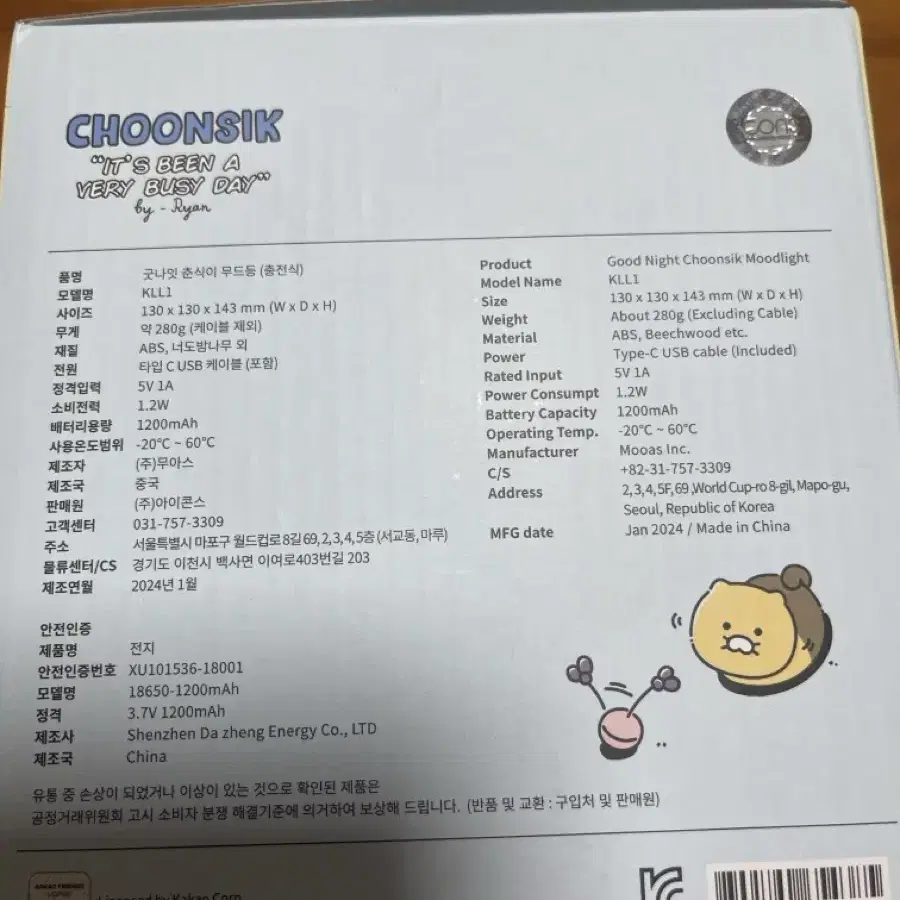 CHOONSIK
"IT'S BEEN A
VERY BUSY DAY"
by - Ryan
품명 굿나잇 춘식이 무드등 (충전식)
모델명 KLL1
사이즈 130 x 130 x 143 mm (W x D x H)
무게 약 280g (케이블 제외)
재질 ABS, 너도밤나무 외
전원 타입 C USB 케이블 (포함)
정격입력 5V 1A
소비전력 1.2W
배터리용량 1200mAh
사용온도범위 -20℃ ~ 60℃
제조자 (주)무아스
제조국 중국
판매원 (주)아이콘스
고객센터 031-757-3309
주소 서울특별시 마포구 월드컵로 8길 69, 2, 3, 4, 5층 (서교동, 마루)
물류센터/CS 경기도 이천시 백사면 이여로403번길 203
제조연월 2024년 1월
Product Good Night Choonsik Moodlight
Model Name KLL1
Size 130 x 130 x 143 mm (W x D x H)
Weight About 280g (Excluding Cable)
Material ABS, Beechwood etc.
Power Type-C USB cable (Included)
Rated Input 5V 1A
Power Consumpt 1.2W
Battery Capacity 1200mAh
Operating Temp. -20℃ ~ 60℃
Manufacturer Mooas Inc.
C/S +82-31-757-3309
Address 2,3,4,5F, 69 ,World Cup-ro 8-gil, Mapo-gu,
Seoul, Republic of Korea
MFG date Jan 2024 / Made in China
안전인증
제품명 전지
안전인증번호 XU101536-18001
모델명 18650-1200mAh
정격 3.7V 1200mAh
제조사 Shenzhen Da zheng Energy Co., LTD
제조국 China
유통 중 손상이 되었거나 이상이 있는 것으로 확인된 제품은
공정거래위원회 고시 소비자 분쟁 해결기준에 의거하여 보상해 드립니다. (반품 및 교환 : 구입처 및 판매원)
Licensed by Kakao Corp